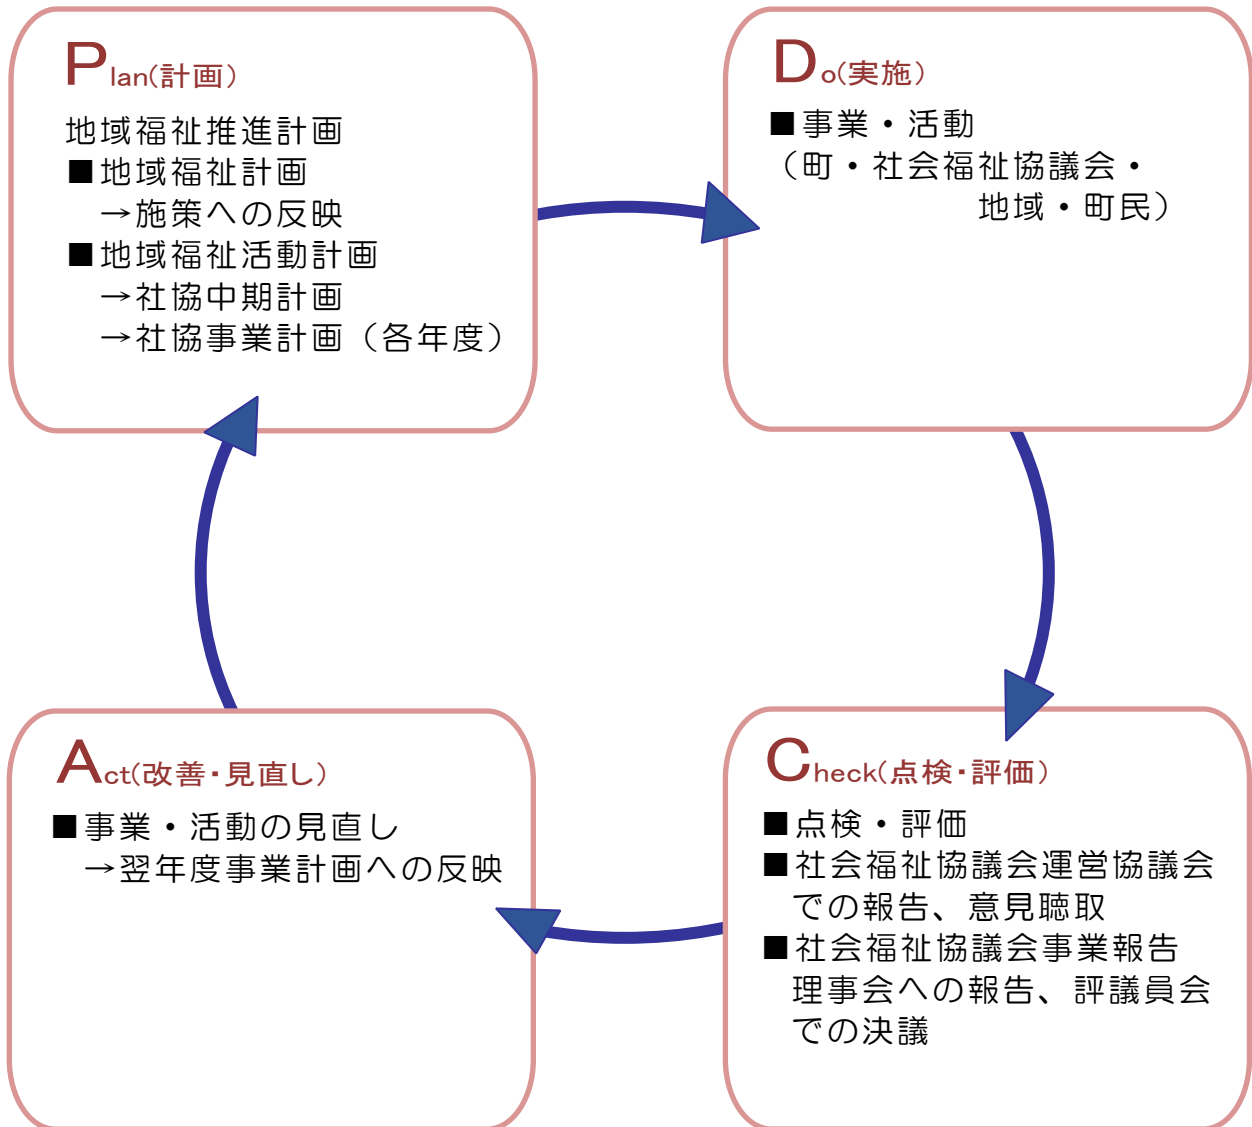 Plan(計画)
地域福祉推進計画
■地域福祉計画
→施策への反映
■地域福祉活動計画
→社協中期計画
→社協事業計画（各年度）
Do(実施)
■事業・活動
（町・社会福祉協議会・
地域・町民）
Act(改善・見直し)
■事業・活動の見直し
→翌年度事業計画への反映
Check(点検・評価)
■点検・評価
■社会福祉協議会運営協議会
での報告、意見聴取
■社会福祉協議会事業報告
理事会への報告、評議員会
での決議